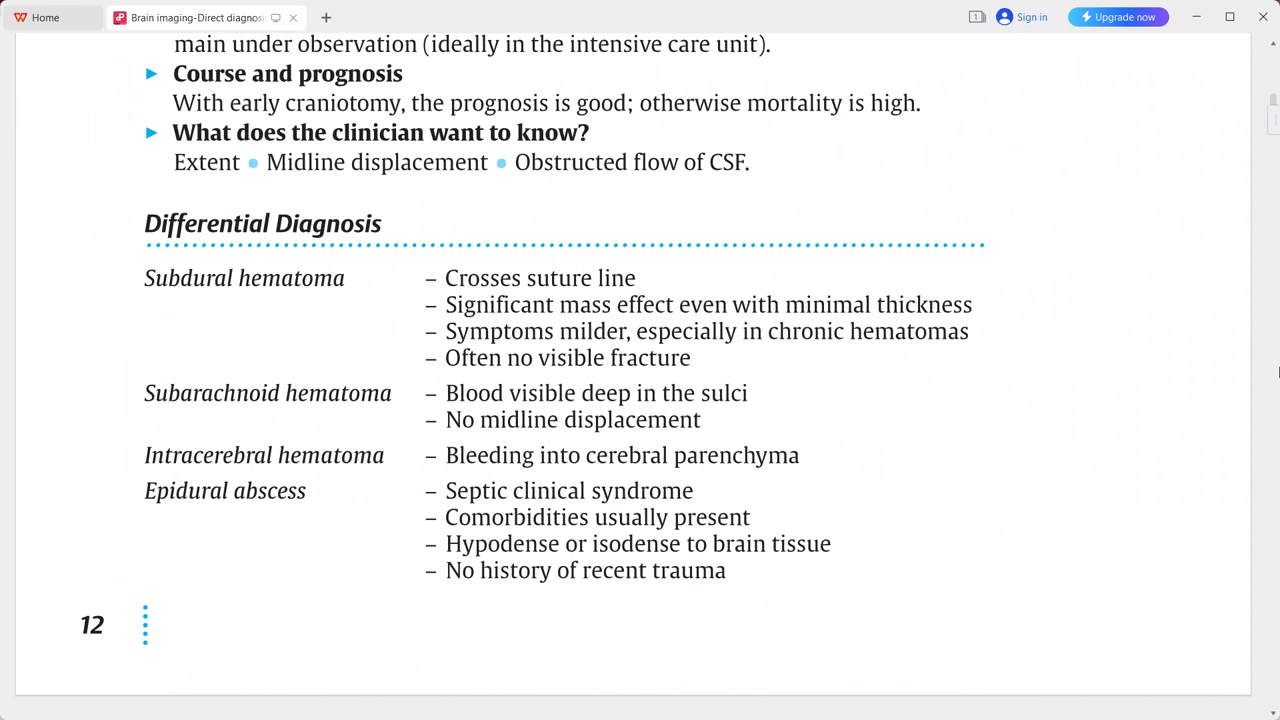 Home
Brain imaging-Direct diagnosi
1
Sign in
Upgrade now
main under observation (ideally in the intensive care unit).
► Course and prognosis
With early craniotomy, the prognosis is good; otherwise mortality is high.
► What does the clinician want to know?
Extent • Midline displacement • Obstructed flow of CSF.
Differential Diagnosis
Subdural hematoma – Crosses suture line
– Significant mass effect even with minimal thickness
– Symptoms milder, especially in chronic hematomas
– Often no visible fracture
Subarachnoid hematoma – Blood visible deep in the sulci
– No midline displacement
Intracerebral hematoma – Bleeding into cerebral parenchyma
Epidural abscess – Septic clinical syndrome
– Comorbidities usually present
– Hypodense or isodense to brain tissue
– No history of recent trauma
12